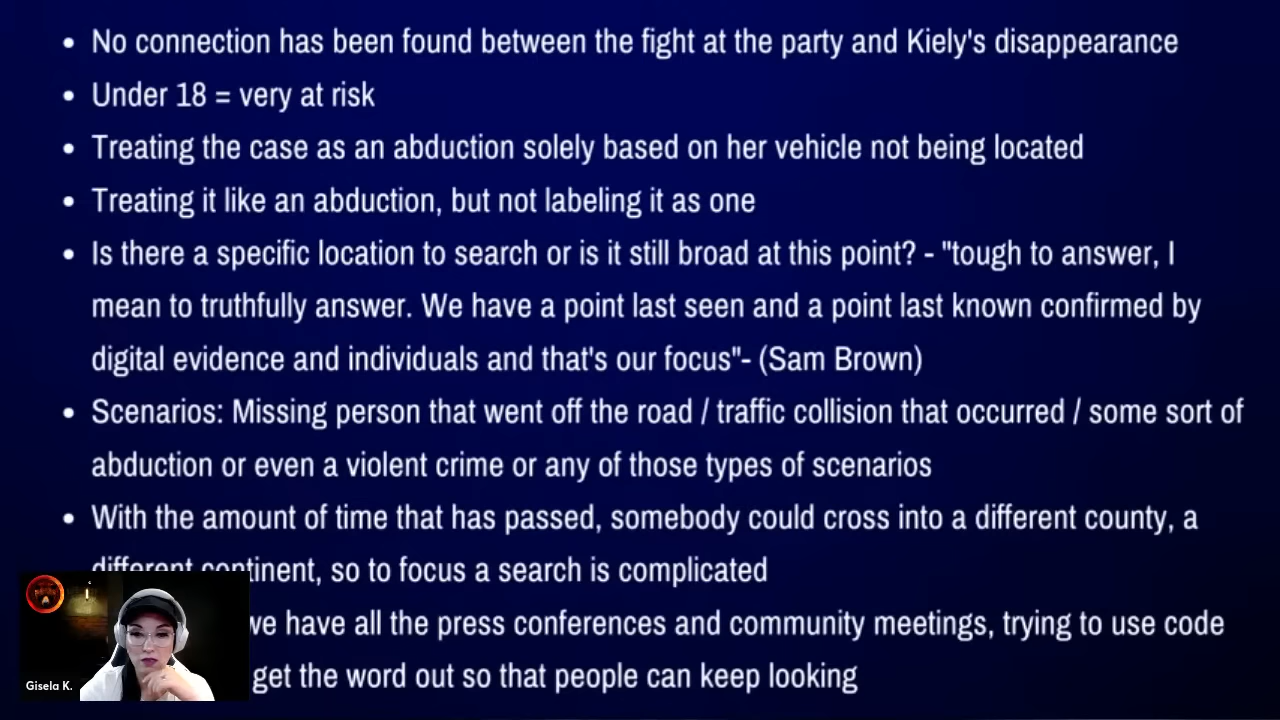 • No connection has been found between the fight at the party and Kiely's disappearance
• Under 18 = very at risk
• Treating the case as an abduction solely based on her vehicle not being located
• Treating it like an abduction, but not labeling it as one
• Is there a specific location to search or is it still broad at this point? - "tough to answer, I
mean to truthfully answer. We have a point last seen and a point last known confirmed by
digital evidence and individuals and that's our focus"- (Sam Brown)
• Scenarios: Missing person that went off the road / traffic collision that occurred / some sort of
abduction or even a violent crime or any of those types of scenarios
• With the amount of time that has passed, somebody could cross into a different county, a
different continent, so to focus a search is complicated
we have all the press conferences and community meetings, trying to use code
get the word out so that people can keep looking
Gisela K.